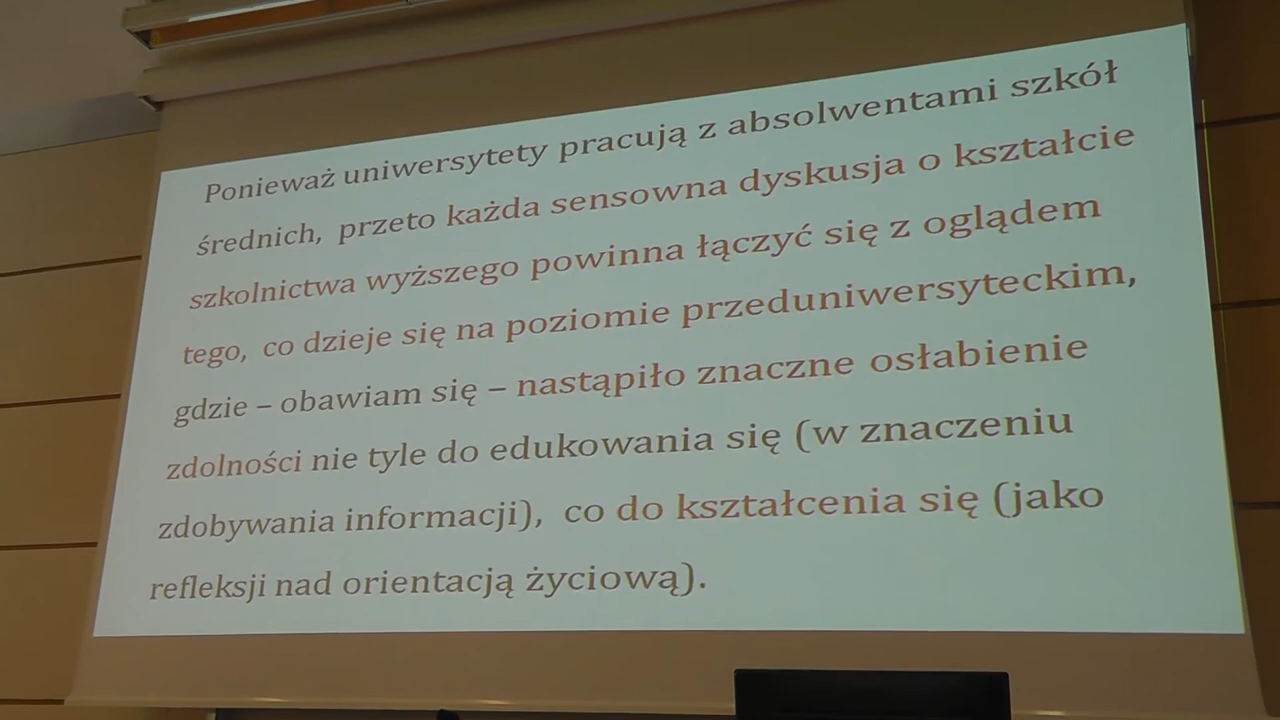 Ponieważ uniwersytety pracują z absolwentami szkół
średnich, przeto każda sensowna dyskusja o kształcie
szkolnictwa wyższego powinna łączyć się z oglądem
tego, co dzieje się na poziomie przeduniwersyteckim,
gdzie – obawiam się – nastąpiło znaczne osłabienie
zdolności nie tyle do edukowania się (w znaczeniu
zdobywania informacji), co do kształcenia się (jako
refleksji nad orientacją życiową).